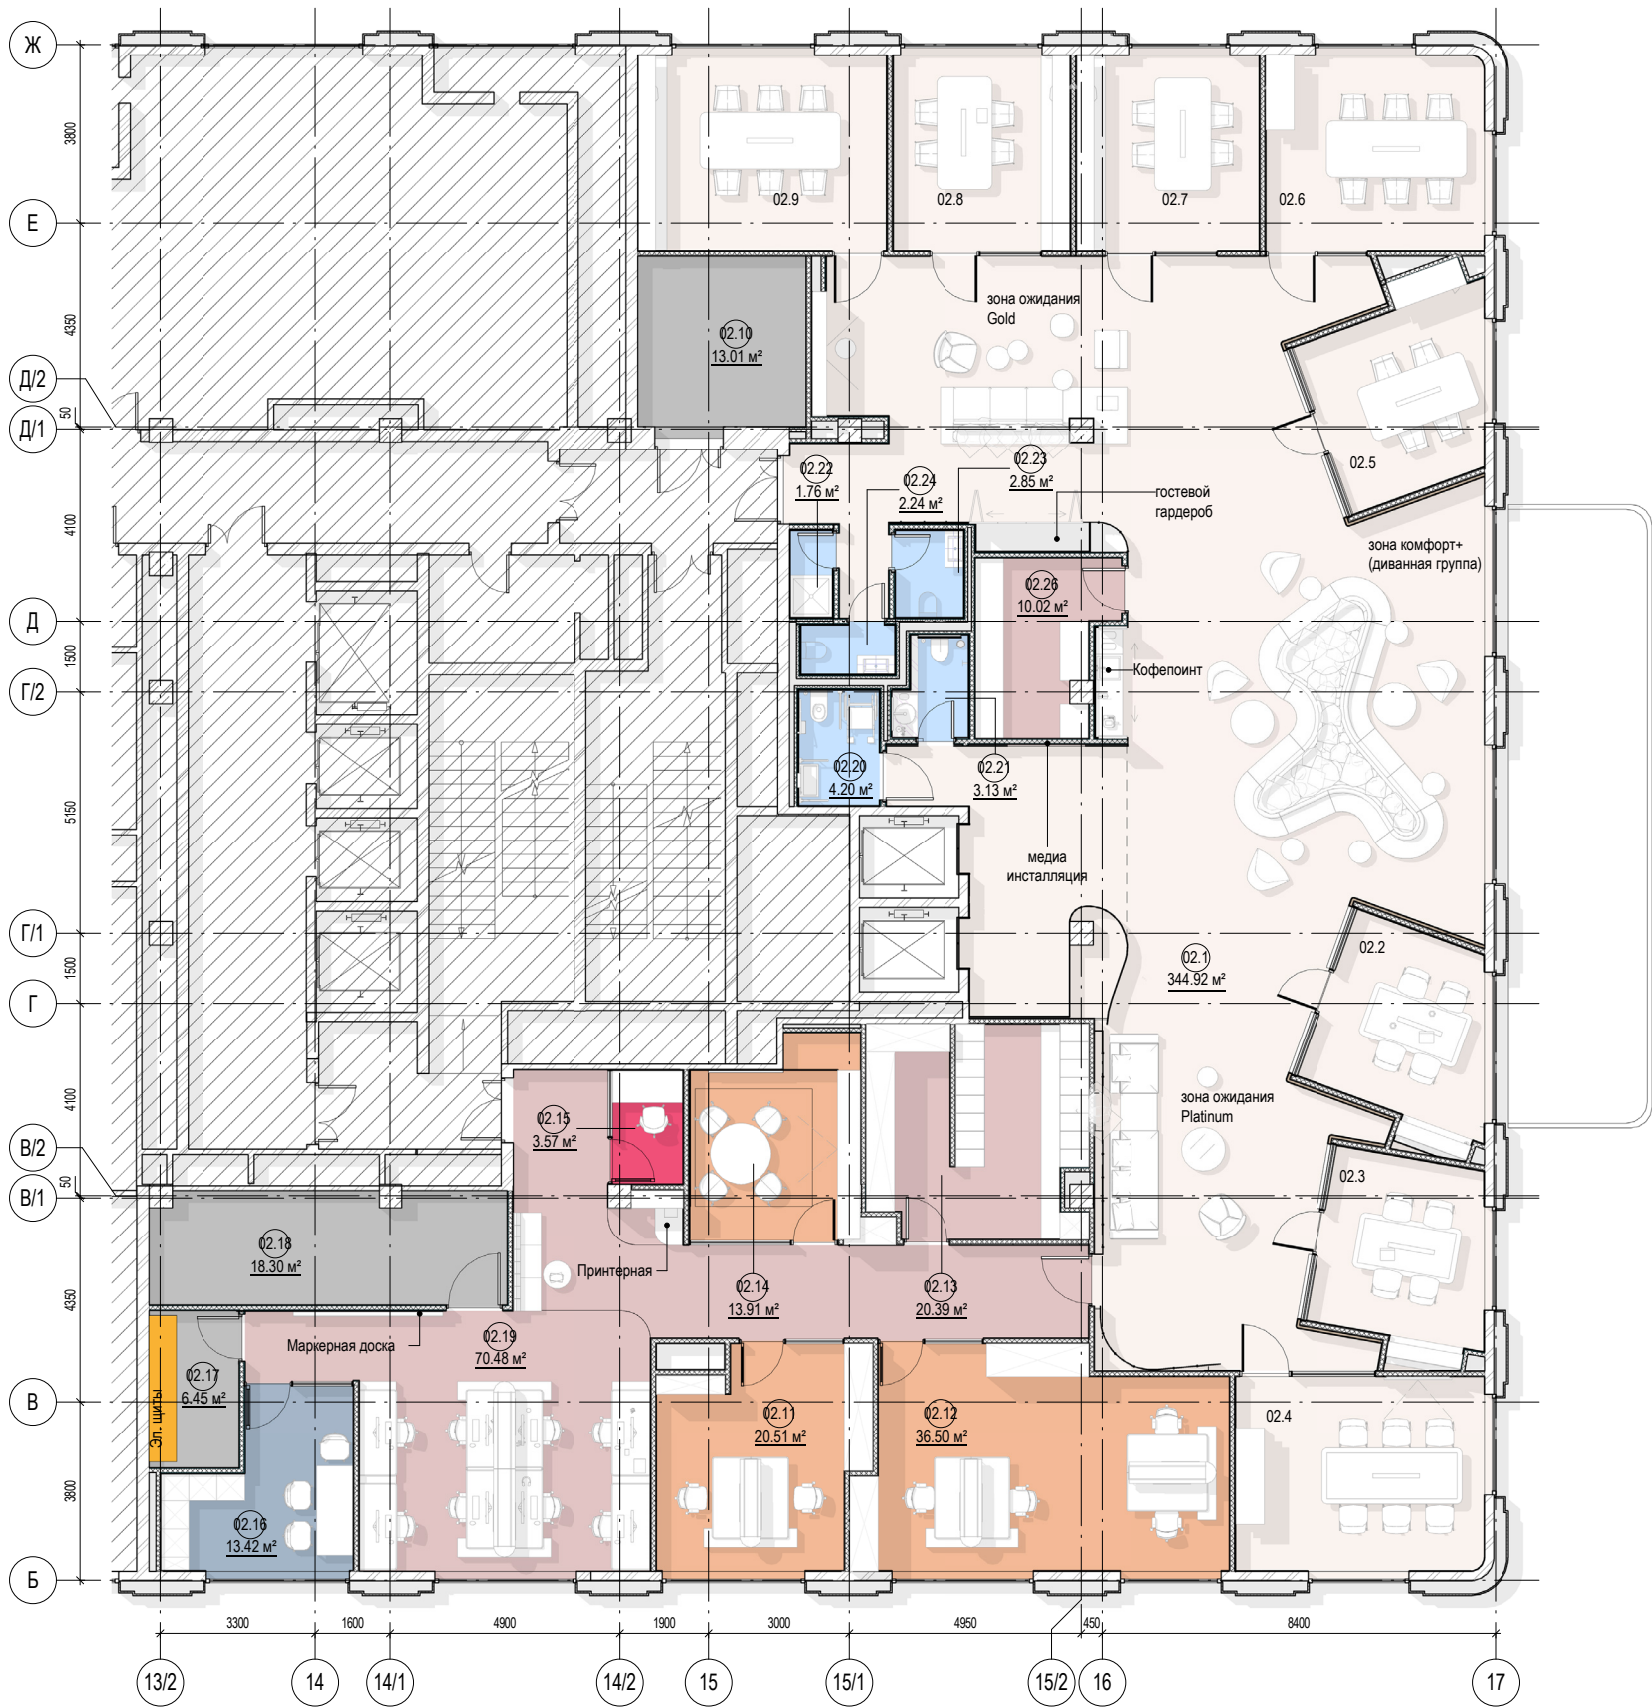 Ж
Е
Д/2
Д/1
Д
Г/2
Г/1
Г
В/2
В/1
В
Б
3800
4350
50
4100
1500
5150
1500
4100
50
4350
3800
02.9
02.8
02.7
02.6
02.10
13.01 м²
зона ожидания
Gold
02.5
02.22
1.76 м²
02.24
2.24 м²
02.23
2.85 м²
гостевой
гардероб
зона комфорт+
(диванная группа)
02.26
10.02 м²
Кофепоинт
02.20
4.20 м²
02.21
3.13 м²
медиа
инсталляция
02.1
344.92 м²
02.2
зона ожидания
Platinum
02.3
02.15
3.57 м²
02.18
18.30 м²
Принтерная
02.14
13.91 м²
02.13
20.39 м²
Маркерная доска
02.19
70.48 м²
02.17
6.45 м²
Эл. щиты
02.11
20.51 м²
02.12
36.50 м²
02.4
02.16
13.42 м²
3300
1600
4900
1900
3000
4950
450
8400
13/2
14
14/1
14/2
15
15/1
15/2
16
17